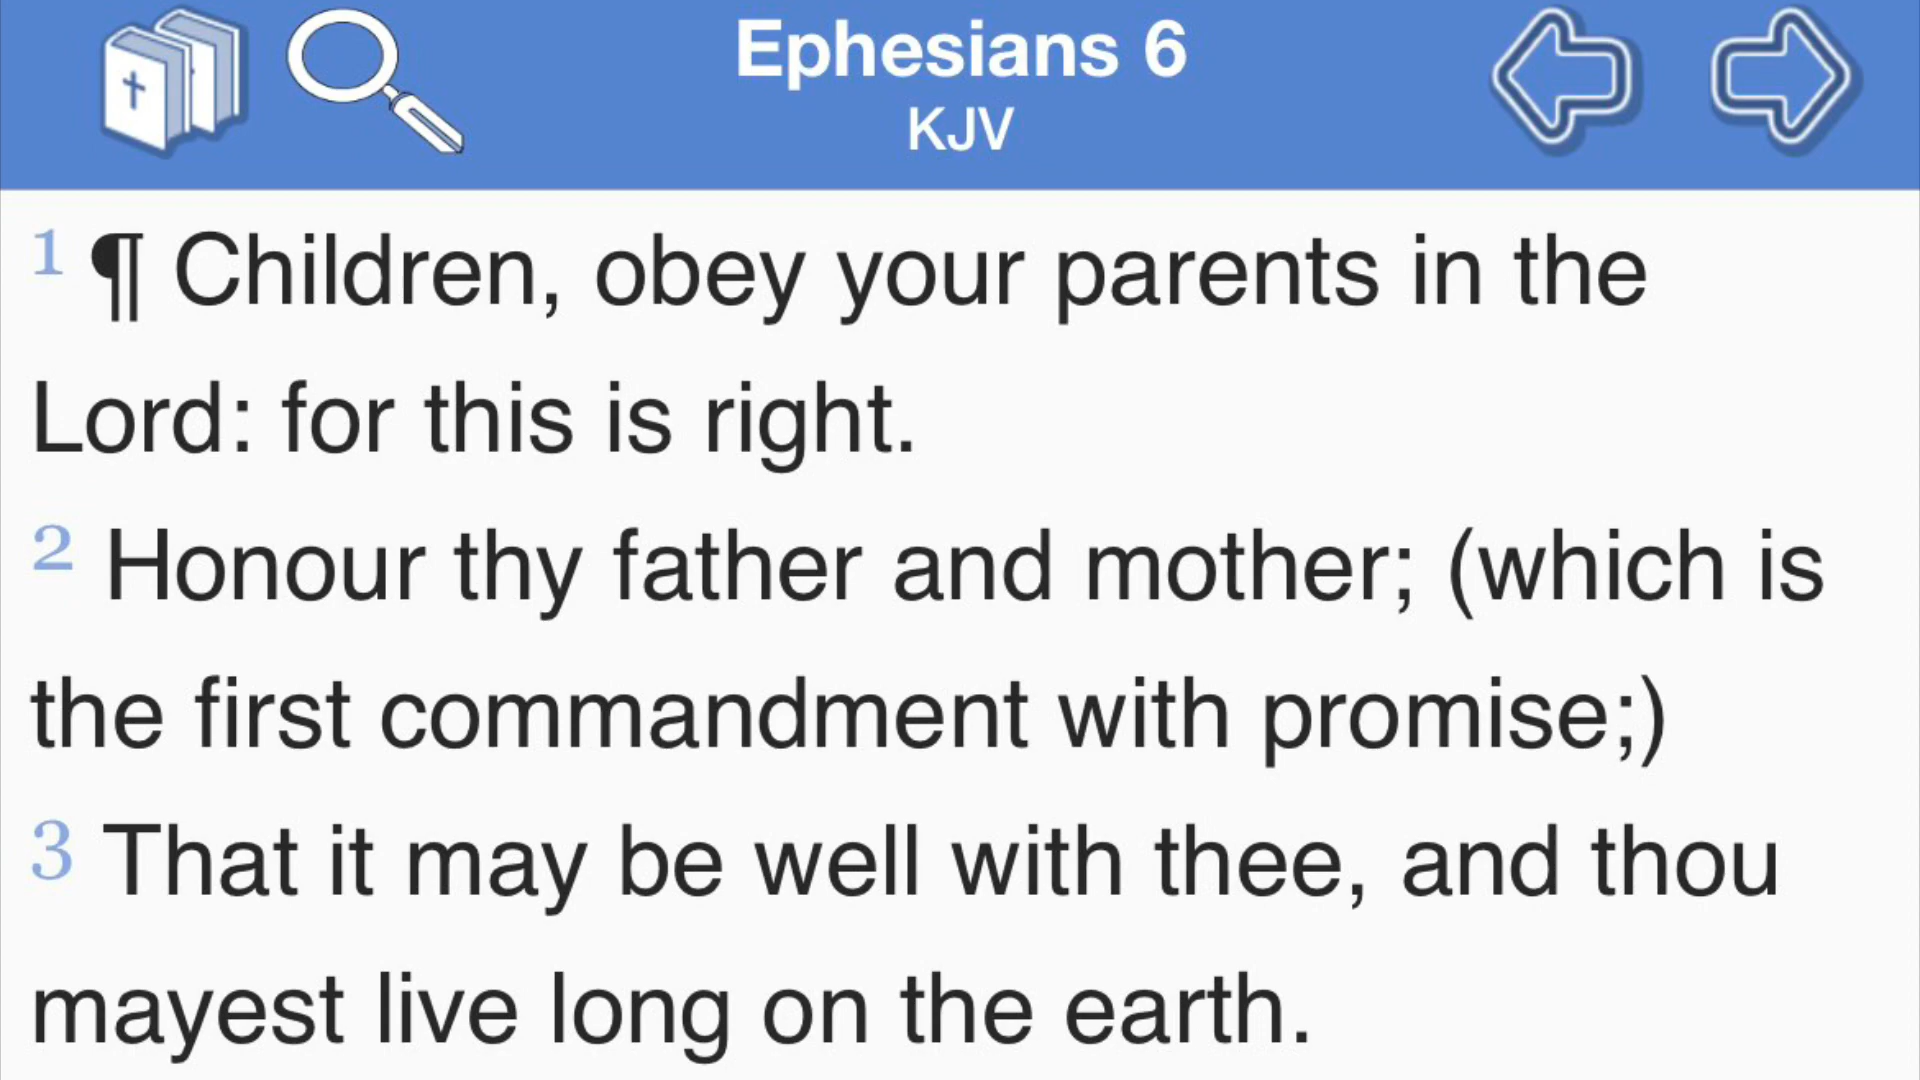 Ephesians 6
KJV
1 ¶ Children, obey your parents in the
Lord: for this is right.
2 Honour thy father and mother; (which is
the first commandment with promise;)
3 That it may be well with thee, and thou
mayest live long on the earth.